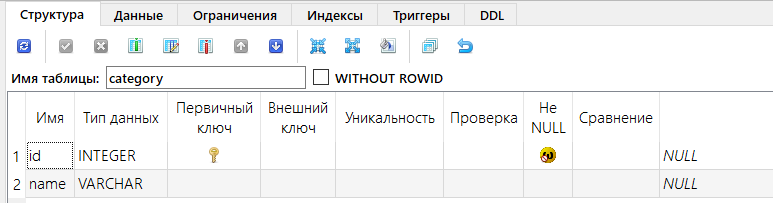 Структура Данные Ограничения Индексы Триггеры DDL
Имя таблицы: category WITHOUT ROWID
Имя Тип данных Первичный ключ Внешний ключ Уникальность Проверка Не NULL Сравнение
1 id INTEGER NULL
2 name VARCHAR NULL